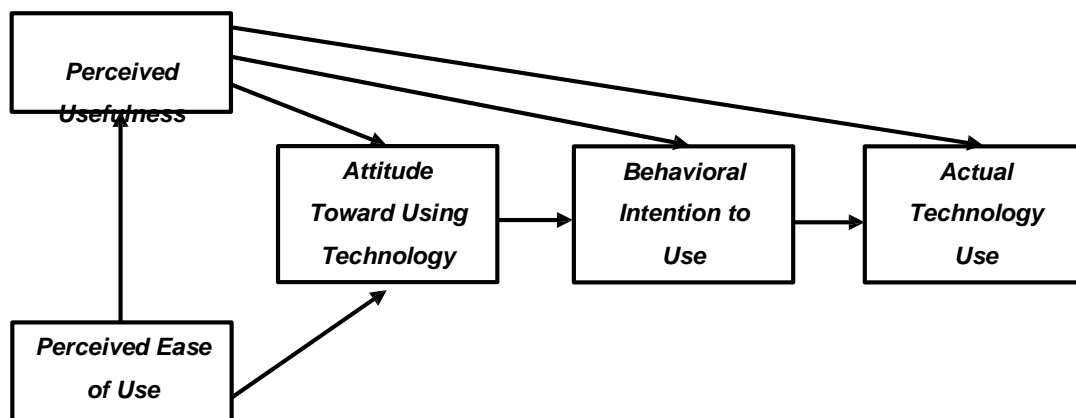 Perceived
Usefulness
Attitude
Toward Using
Technology
Behavioral
Intention to
Use
Actual
Technology
Use
Perceived Ease
of Use